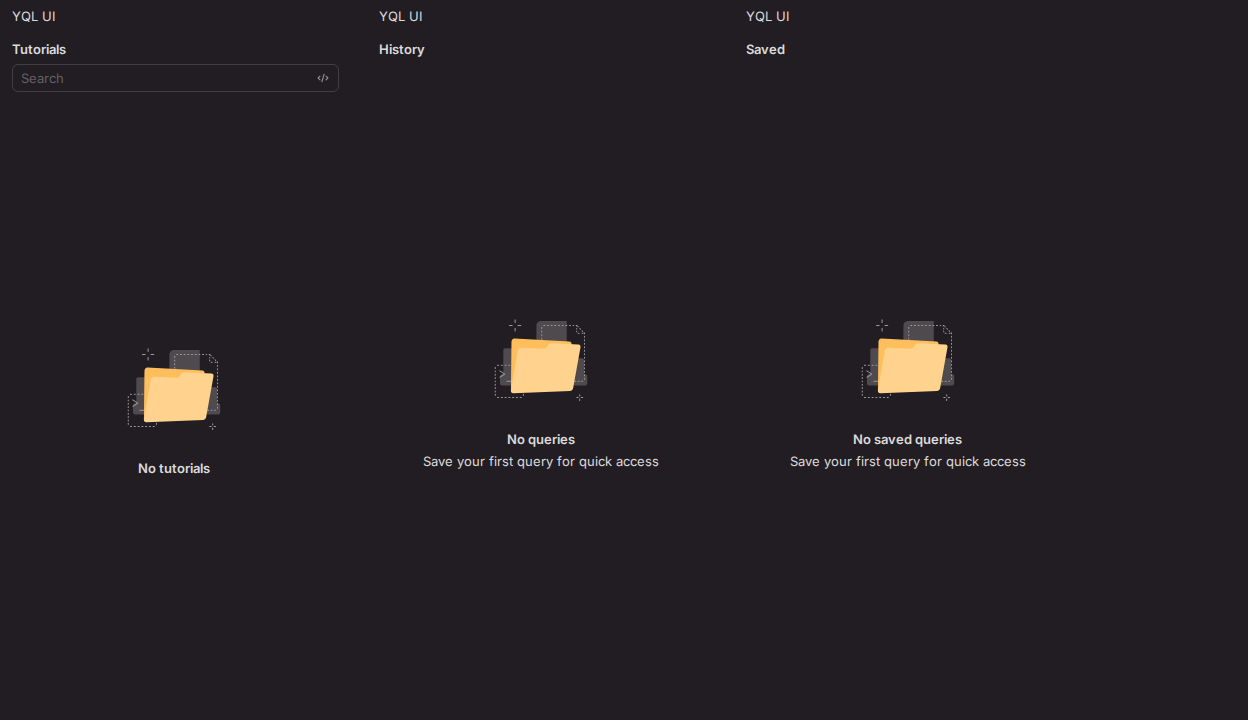 YQL UI
Tutorials
Search
No tutorials
YQL UI
History
No queries
Save your first query for quick access
YQL UI
Saved
No saved queries
Save your first query for quick access